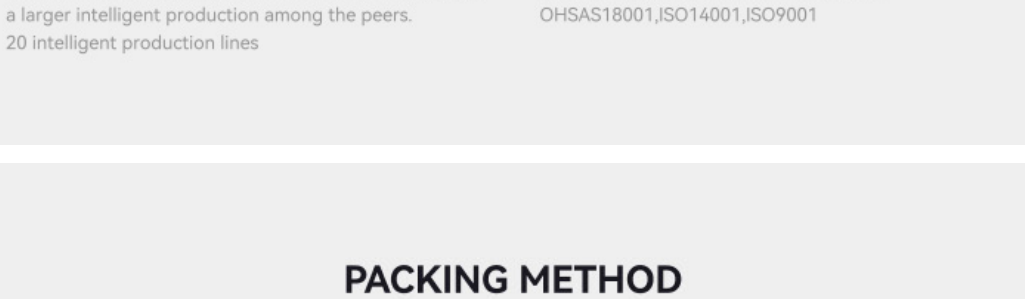 a larger intelligent production among the peers.
20 intelligent production lines
OHSAS18001,ISO14001,ISO9001
PACKING METHOD